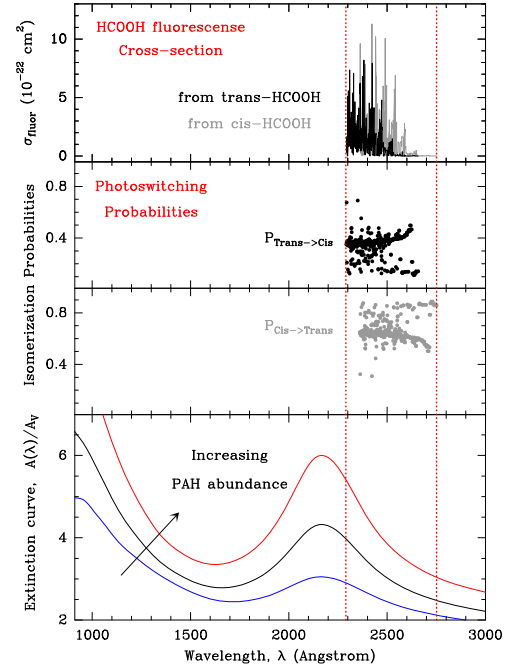 HCOOH fluorescense
Cross−section
from trans−HCOOH
from cis−HCOOH
σfluor (10−22 cm2)
10
5
0
Photoswitching
Probabilities
PTrans−>Cis
0.8
0.4
Isomerization Probabilities
PCis−>Trans
0.8
0.4
Increasing
PAH abundance
Extinction curve, A(λ)/AV
6
4
2
1000 1500 2000 2500 3000
Wavelength, λ (Angstrom)